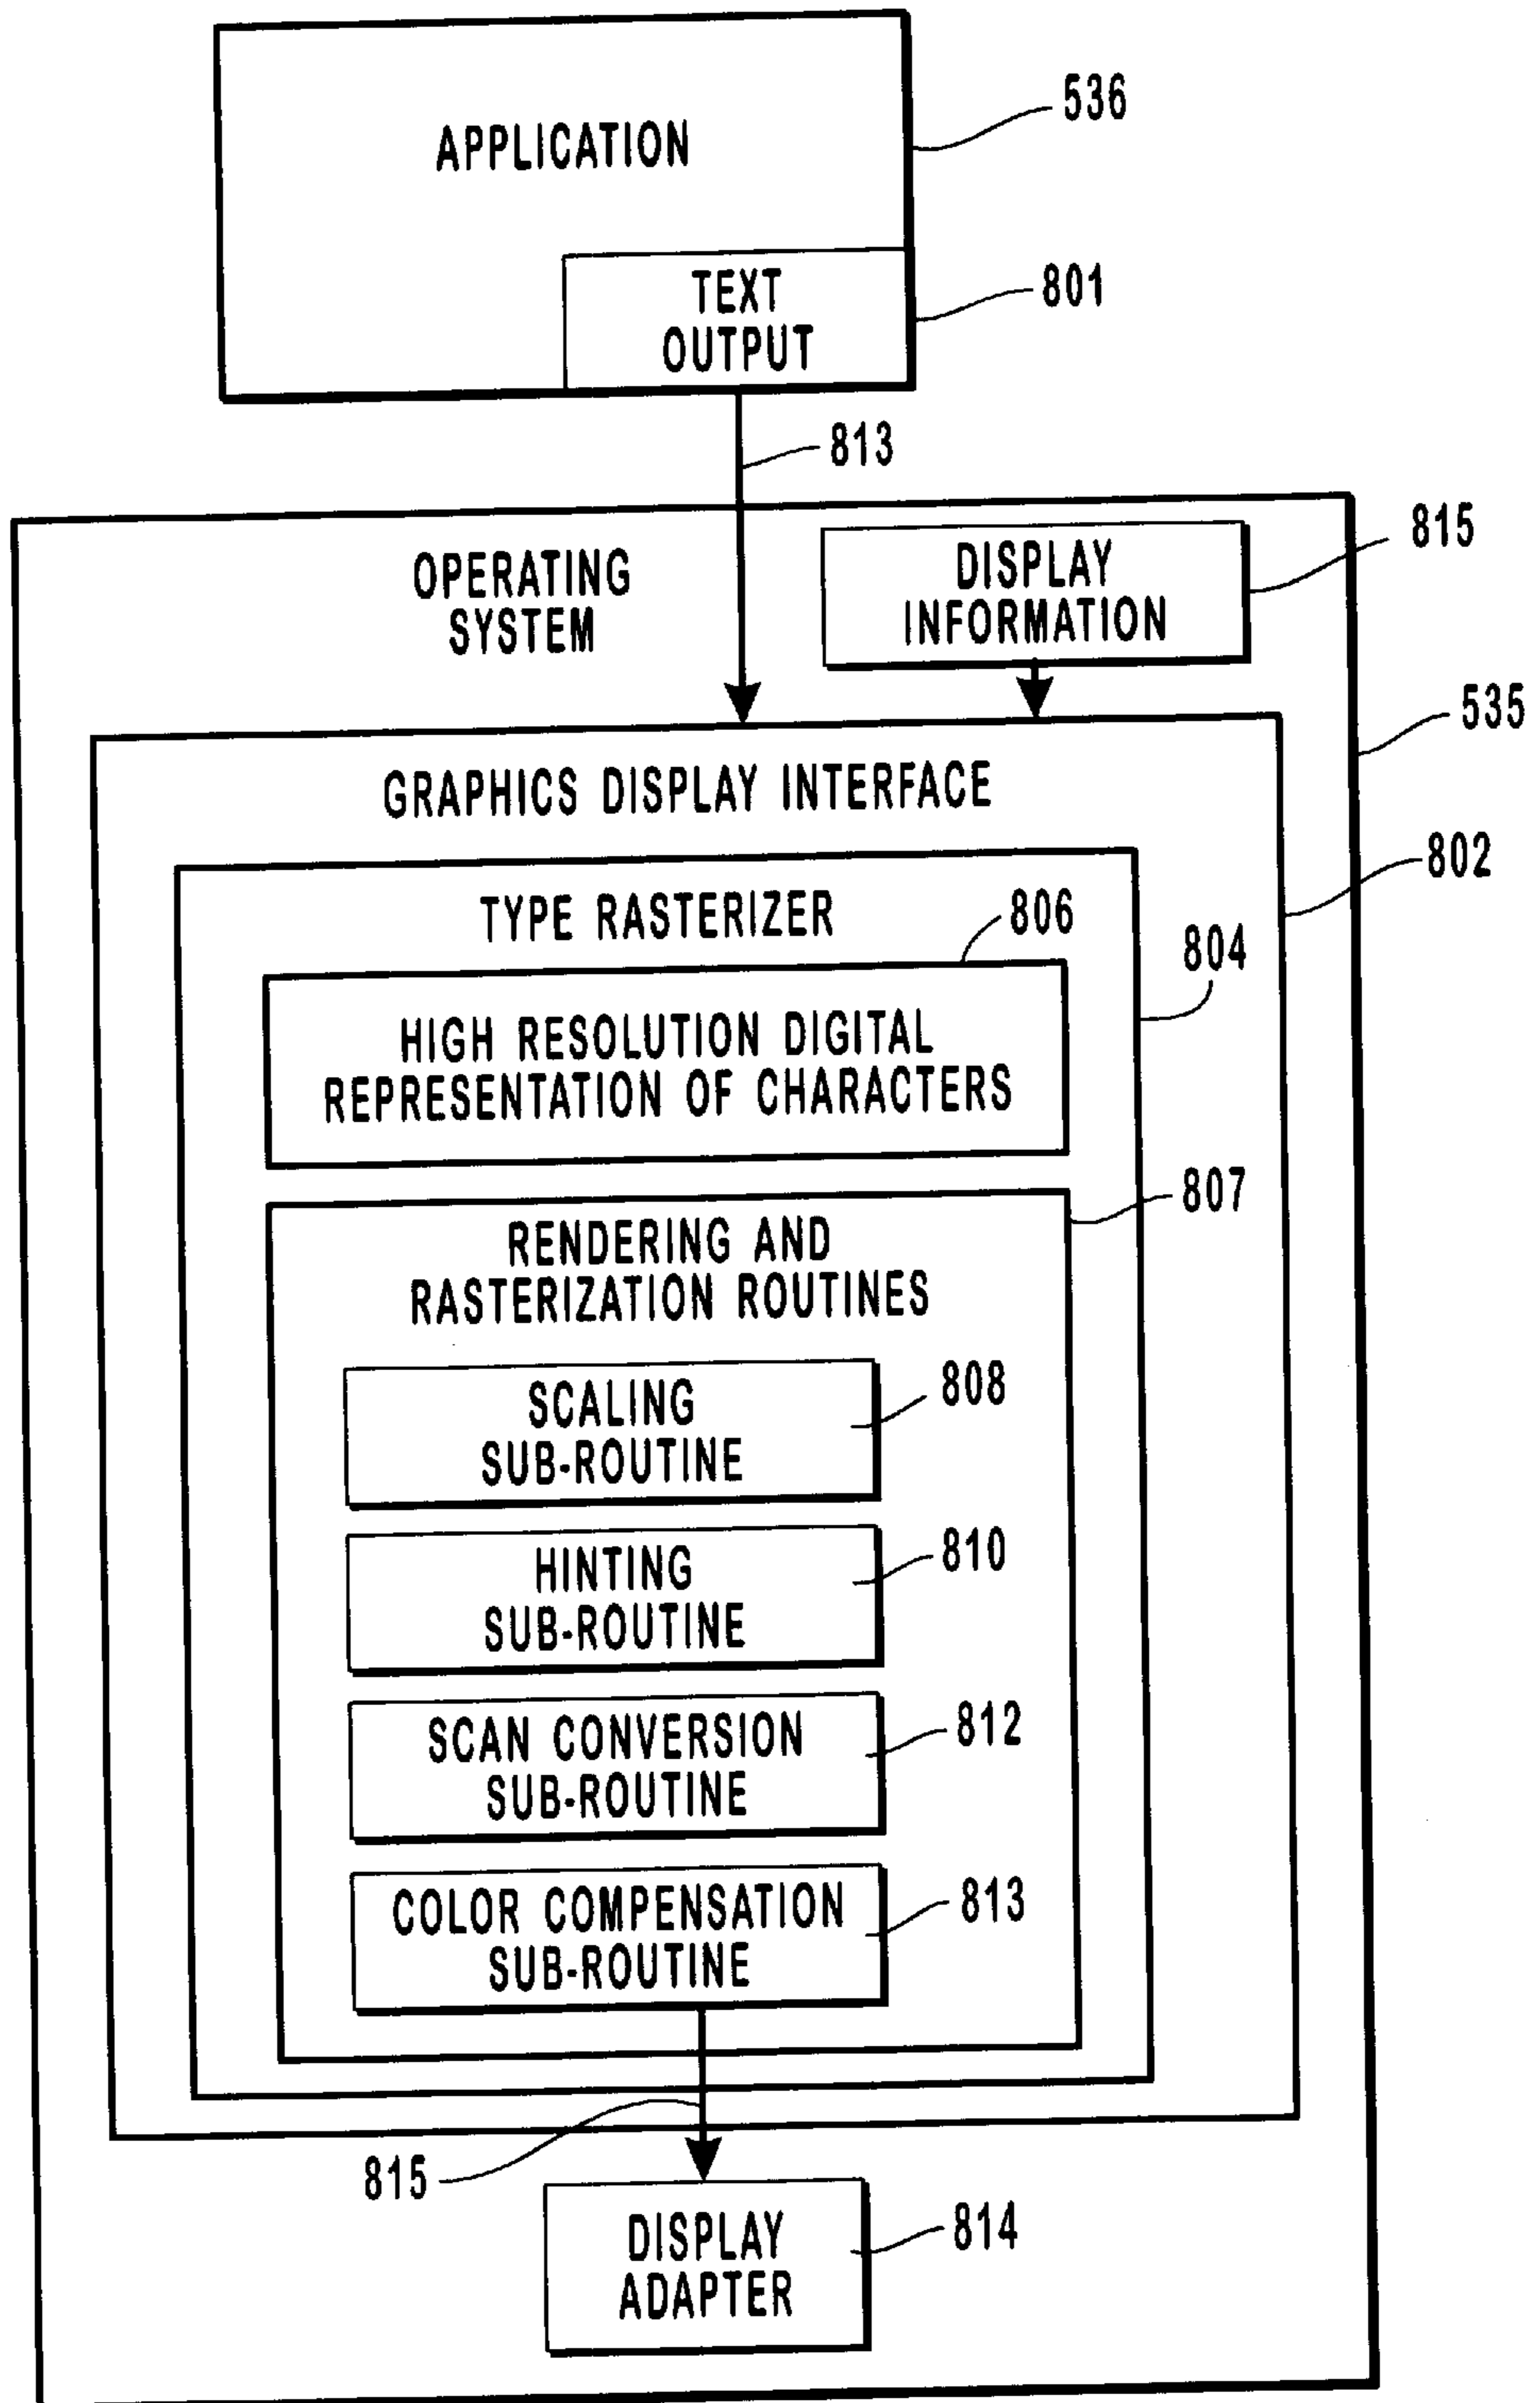 APPLICATION
536
TEXT
OUTPUT
801
813
OPERATING
SYSTEM
DISPLAY
INFORMATION
815
535
GRAPHICS DISPLAY INTERFACE
802
TYPE RASTERIZER
806
804
HIGH RESOLUTION DIGITAL
REPRESENTATION OF CHARACTERS
807
RENDERING AND
RASTERIZATION ROUTINES
SCALING
SUB-ROUTINE
808
HINTING
SUB-ROUTINE
810
SCAN CONVERSION
SUB-ROUTINE
812
COLOR COMPENSATION
SUB-ROUTINE
813
815
DISPLAY
ADAPTER
814